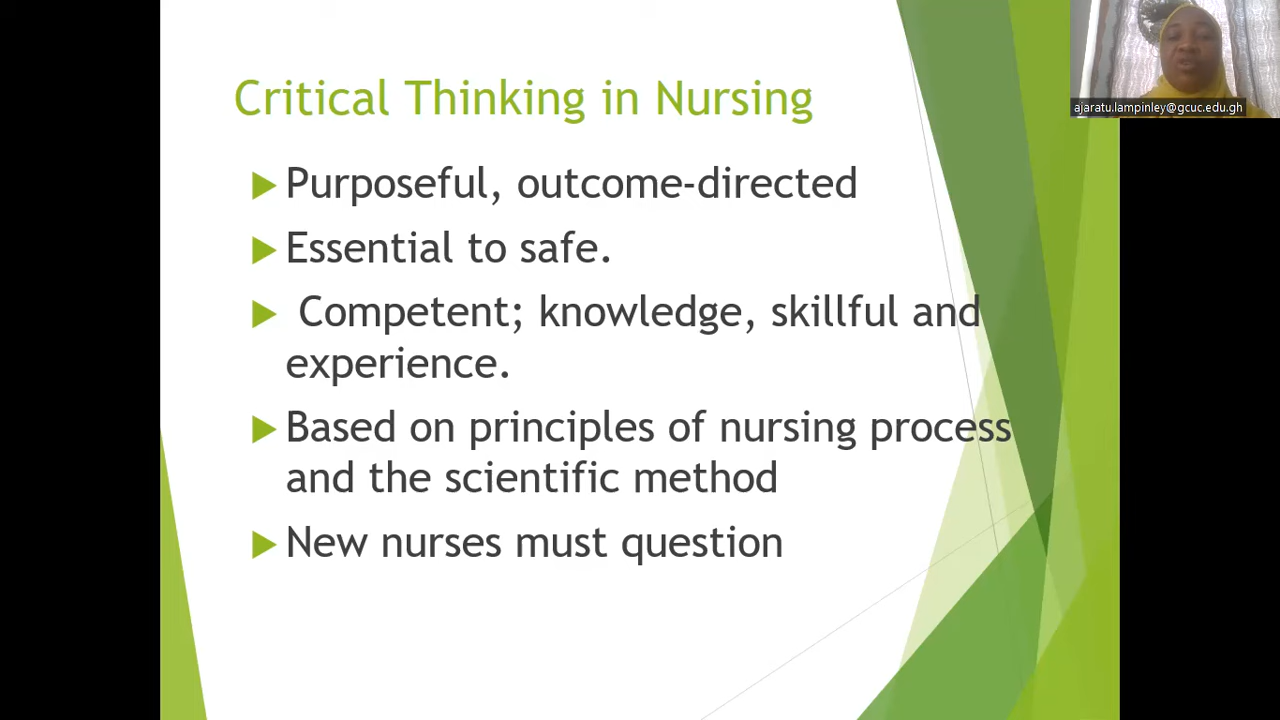 Critical Thinking in Nursing
Purposeful, outcome-directed
Essential to safe.
Competent; knowledge, skillful and
experience.
Based on principles of nursing process
and the scientific method
New nurses must question
ajaratu.lampinley@gcuc.edu.gh